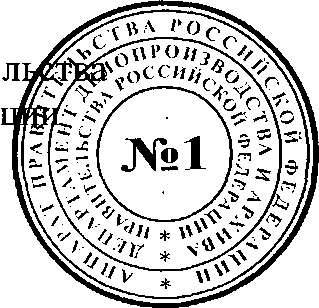 льства
ции
АППАРАТ ПРАВИТЕЛЬСТВА РОССИЙСКОЙ ФЕДЕРАЦИИ *
ДЕПАРТАМЕНТ ДЕЛОПРОИЗВОДСТВА И АРХИВА *
ПРАВИТЕЛЬСТВА РОССИЙСКОЙ ФЕДЕРАЦИИ *
№1